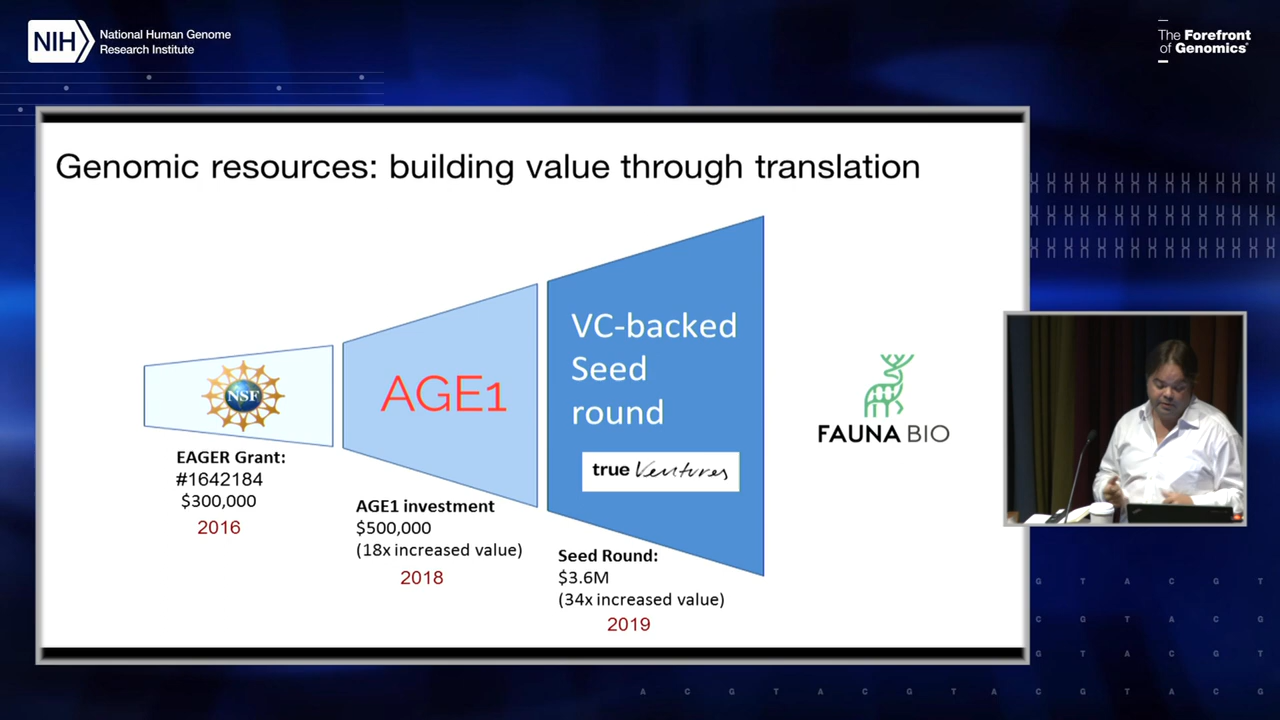 NIH
National Human Genome
Research Institute
The Forefront
of Genomics®
Genomic resources: building value through translation
NSF
EAGER Grant:
#1642184
$300,000
2016
AGE1
AGE1 investment
$500,000
(18x increased value)
2018
VC-backed
Seed
round
true Ventures
Seed Round:
$3.6M
(34x increased value)
2019
FAUNA BIO
G T A C G T
C G T A C G
G T A C G T
A C G T A C G T A C G T A C G